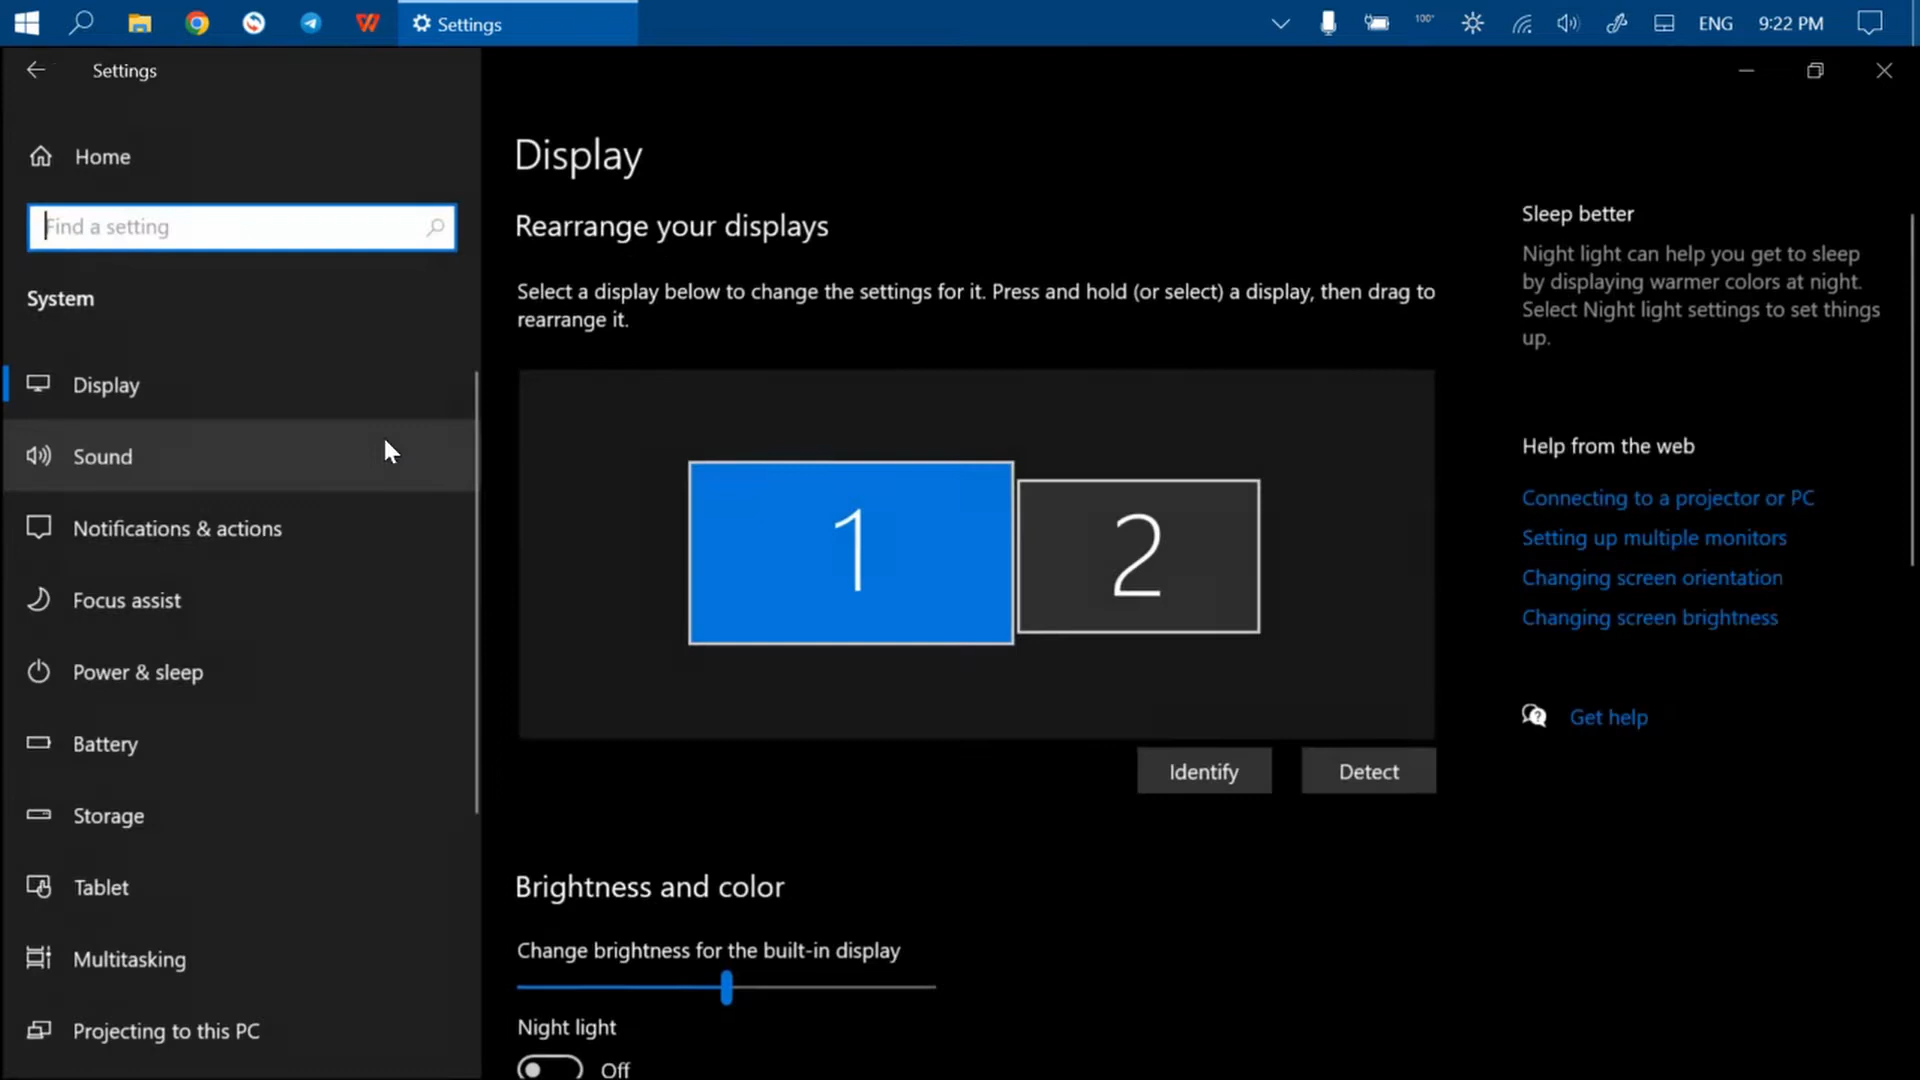 Settings
100°
ENG
9:22 PM
Settings
Home
Find a setting
System
Display
Sound
Notifications & actions
Focus assist
Power & sleep
Battery
Storage
Tablet
Multitasking
Projecting to this PC
Display
Rearrange your displays
Select a display below to change the settings for it. Press and hold (or select) a display, then drag to
rearrange it.
1
2
Identify
Detect
Brightness and color
Change brightness for the built-in display
Night light
Off
Sleep better
Night light can help you get to sleep
by displaying warmer colors at night.
Select Night light settings to set things
up.
Help from the web
Connecting to a projector or PC
Setting up multiple monitors
Changing screen orientation
Changing screen brightness
Get help